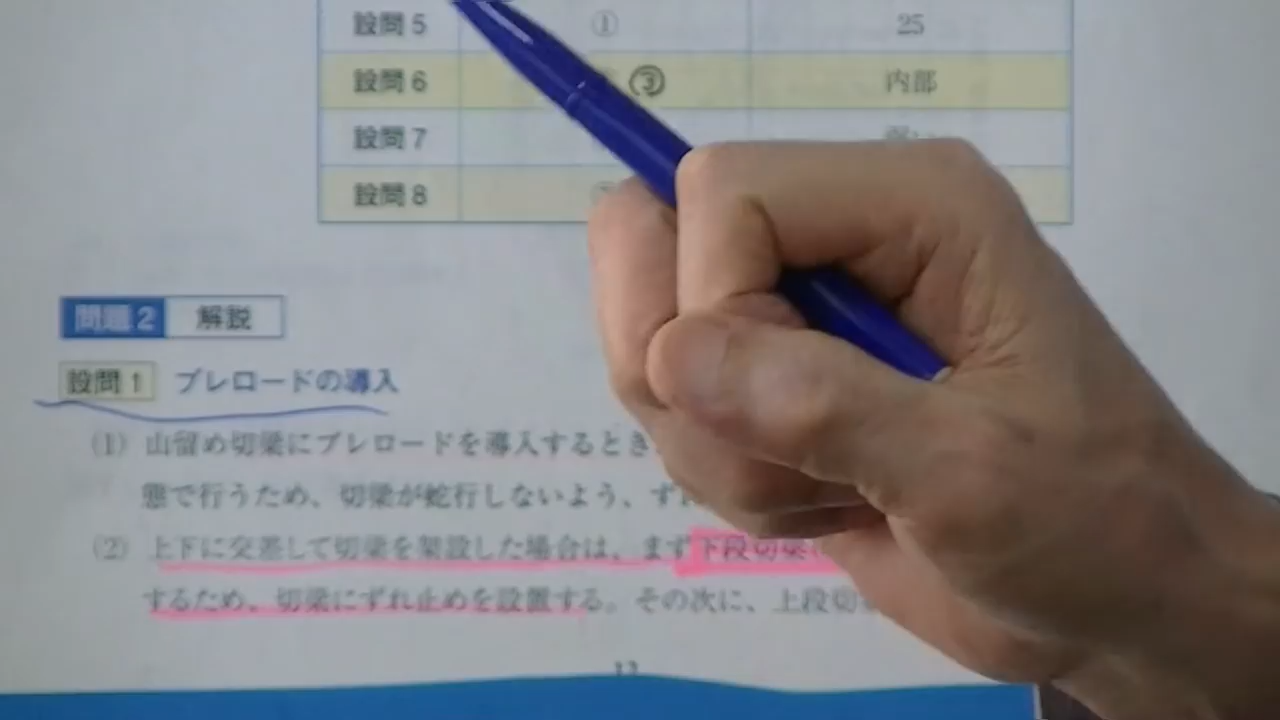 設問5 ① 25
設問6 ③ 内部
設問7
設問8
問題2 解説
設問1 プレロードの導入
(1) 山留め切梁にプレロードを導入するとき
態で行うため、切梁が蛇行しないよう、ず
(2) 上下に交差して切梁を架設した場合は、まず下段切梁
するため、切梁にずれ止めを設置する。その次に、上段切